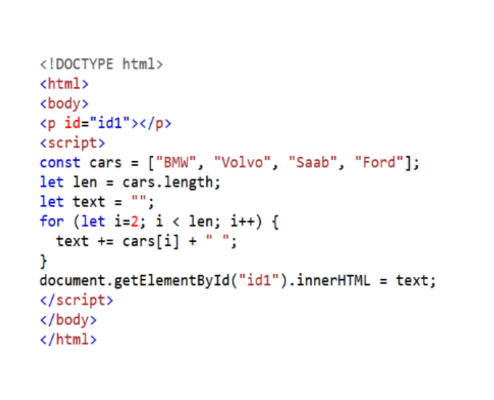 <!DOCTYPE html>
<html>
<body>
<p id="id1"></p>
<script>
const cars = ["BMW", "Volvo", "Saab", "Ford"];
let len = cars.length;
let text = "";
for (let i=2; i < len; i++) {
  text += cars[i] + " ";
}
document.getElementById("id1").innerHTML = text;
</script>
</body>
</html>